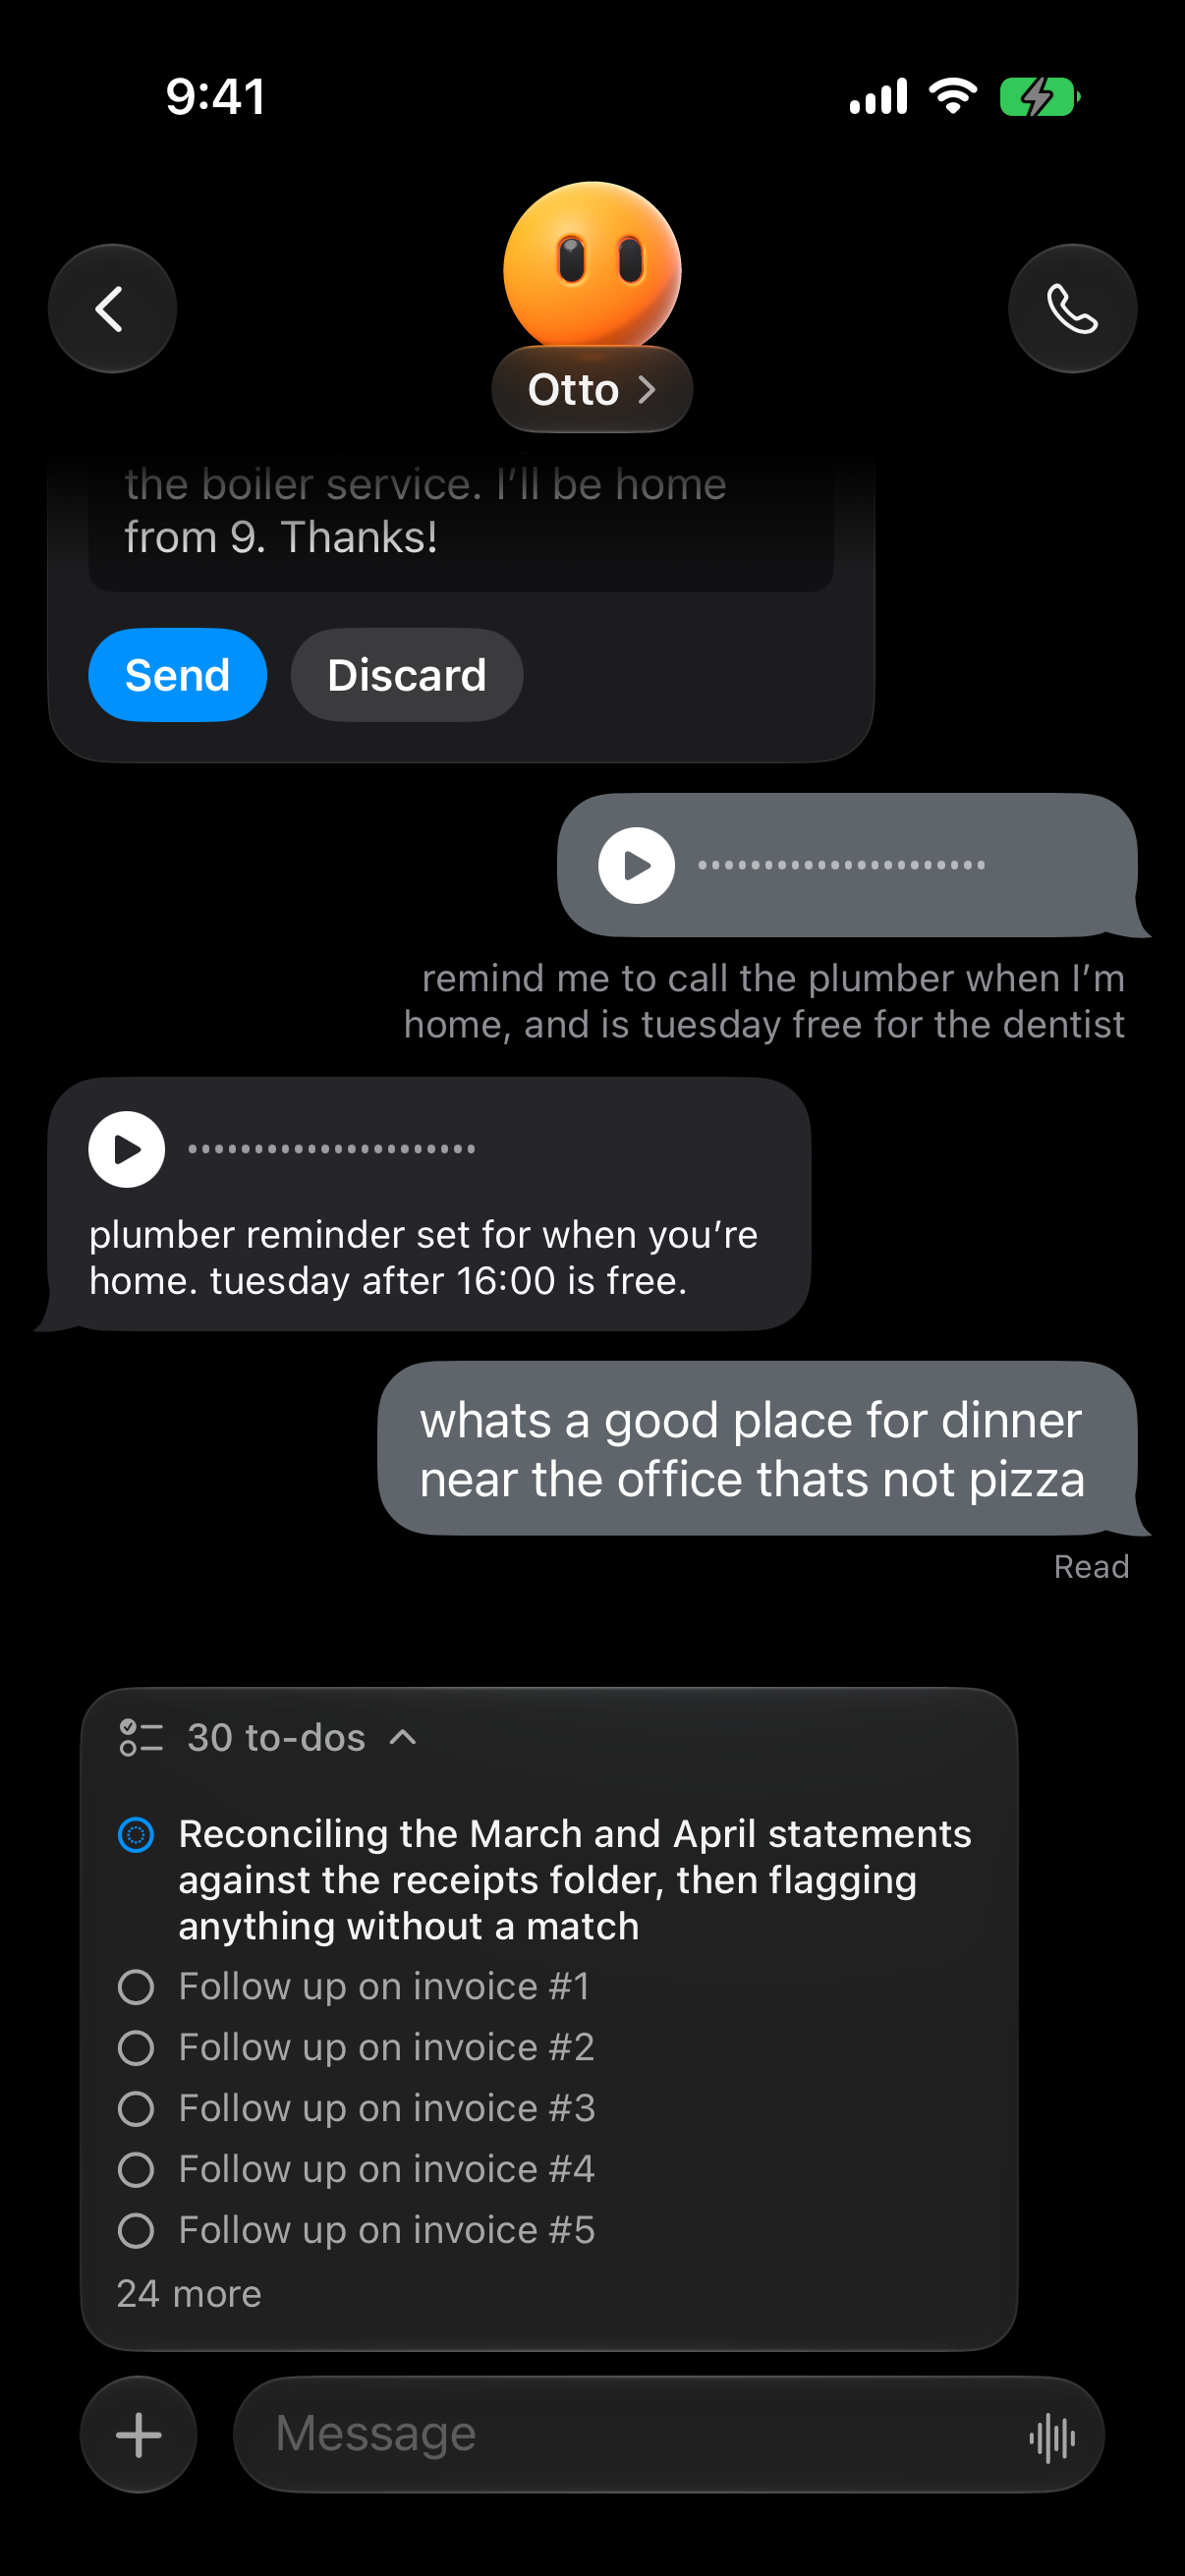 9:41
Otto
the boiler service. I’ll be home
from 9. Thanks!
Send
Discard
remind me to call the plumber when I’m
home, and is tuesday free for the dentist
plumber reminder set for when you’re
home. tuesday after 16:00 is free.
whats a good place for dinner
near the office thats not pizza
Read
30 to-dos
Reconciling the March and April statements
against the receipts folder, then flagging
anything without a match
Follow up on invoice #1
Follow up on invoice #2
Follow up on invoice #3
Follow up on invoice #4
Follow up on invoice #5
24 more
Message